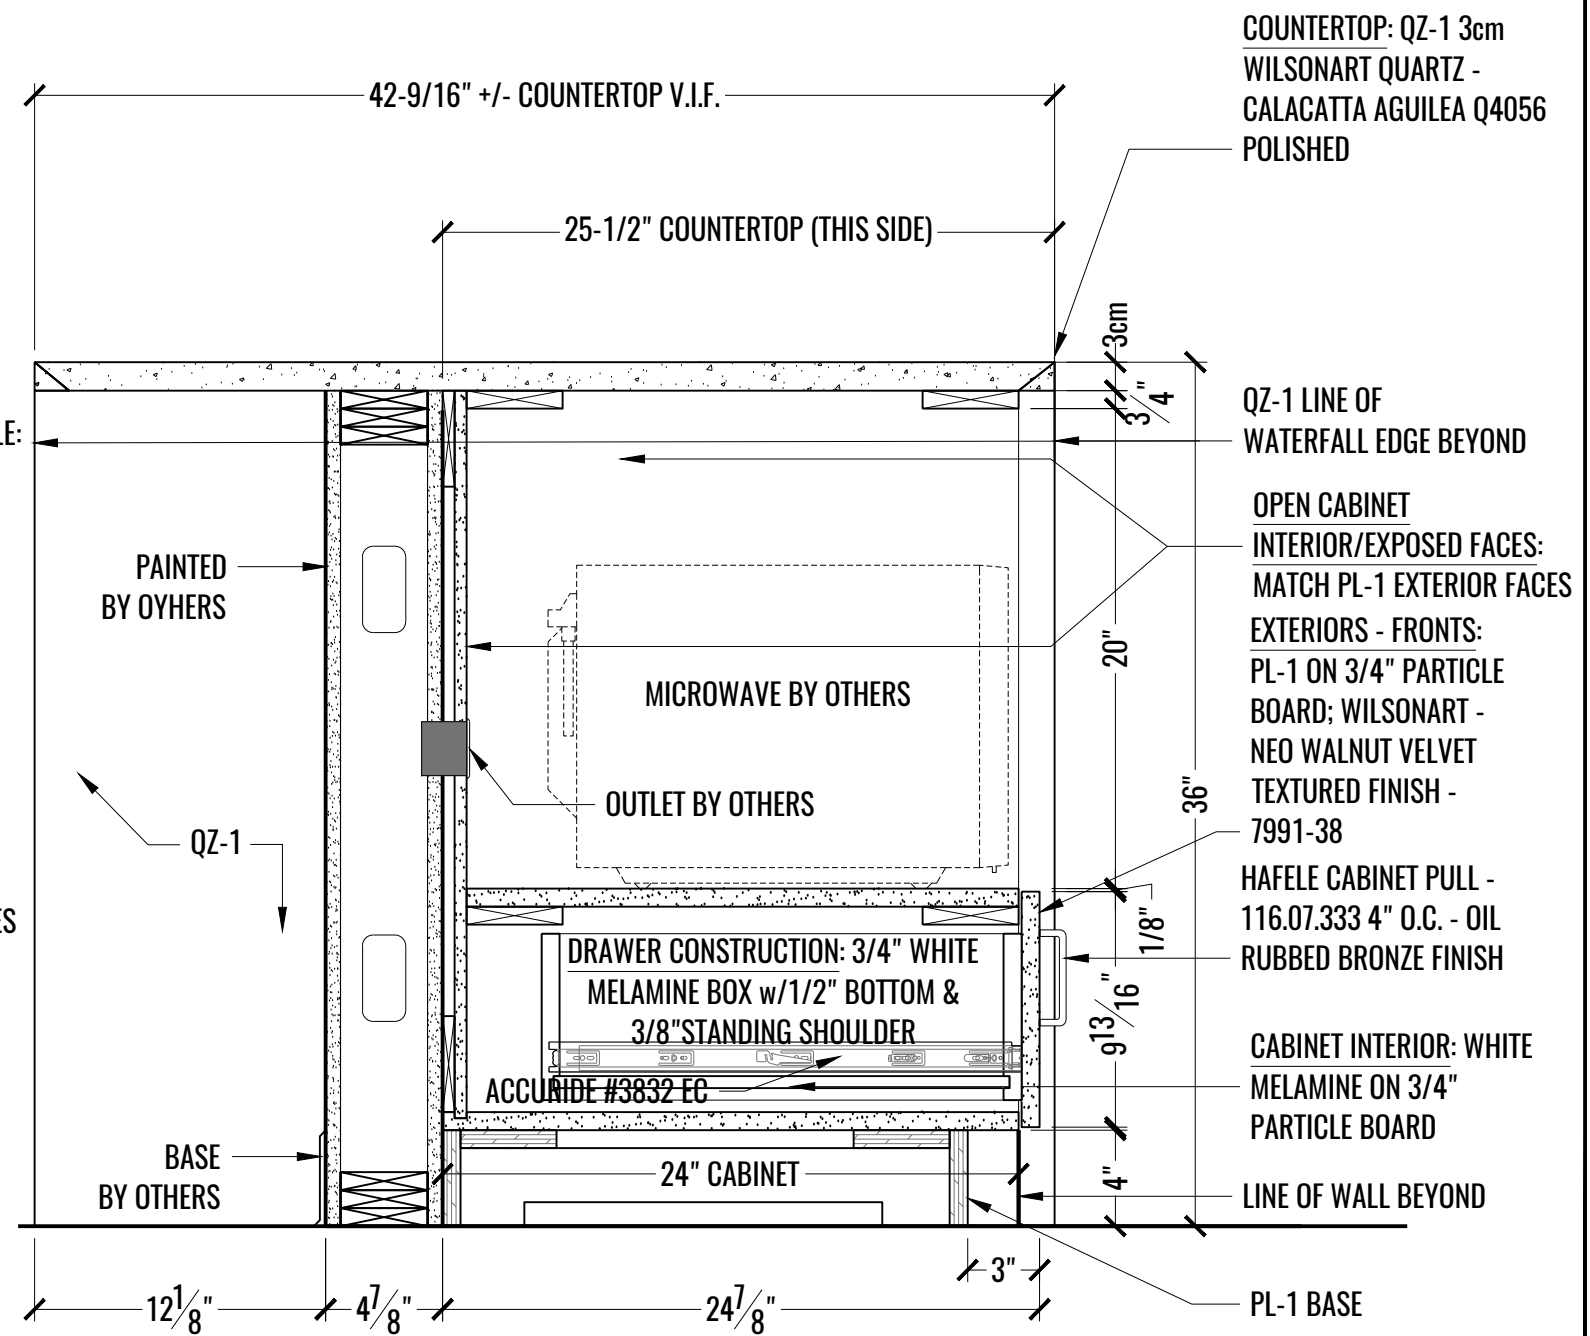 COUNTERTOP: QZ-1 3cm
WILSONART QUARTZ -
CALACATTA AGUILEA Q4056
POLISHED
42-9/16" +/- COUNTERTOP V.I.F.
25-1/2" COUNTERTOP (THIS SIDE)
3cm
3/4"
QZ-1 LINE OF
WATERFALL EDGE BEYOND
LE:
OPEN CABINET
INTERIOR/EXPOSED FACES:
MATCH PL-1 EXTERIOR FACES
PAINTED
BY OYHERS
20"
EXTERIORS - FRONTS:
PL-1 ON 3/4" PARTICLE
BOARD; WILSONART -
NEO WALNUT VELVET
TEXTURED FINISH -
7991-38
MICROWAVE BY OTHERS
OUTLET BY OTHERS
36"
QZ-1
ES
HAFELE CABINET PULL -
116.07.333 4" O.C. - OIL
RUBBED BRONZE FINISH
1/8"
DRAWER CONSTRUCTION: 3/4" WHITE
MELAMINE BOX w/1/2" BOTTOM &
3/8"STANDING SHOULDER
9 13/16"
ACCURIDE #3832 EC
CABINET INTERIOR: WHITE
MELAMINE ON 3/4"
PARTICLE BOARD
BASE
BY OTHERS
24" CABINET
4"
LINE OF WALL BEYOND
3"
12 1/8"
4 7/8"
24 7/8"
PL-1 BASE